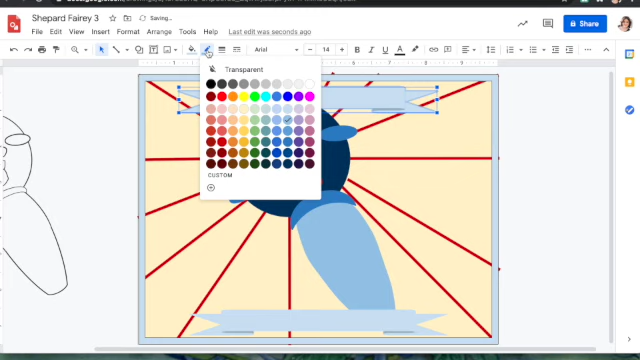 Shepard Fairey 3
Saving...
File Edit View Insert Format Arrange Tools Help Last edit was seconds ago
Share
Arial 14 B I U A
Transparent
CUSTOM